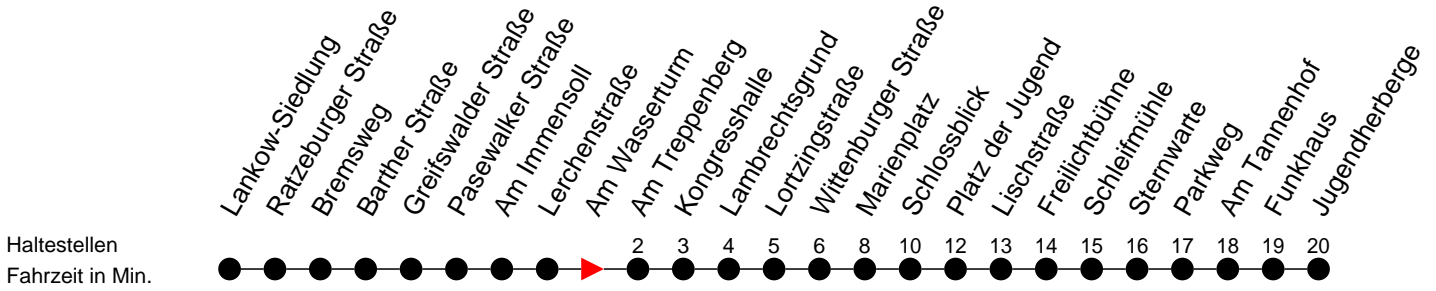 Lankow-Siedlung
Ratzeburger Straße
Bremsweg
Barther Straße
Greifswalder Straße
Pasewalker Straße
Am Immensoll
Lerchenstraße
Am Wasserturm
Am Treppenberg
Kongresshalle
Lambrechtsgrund
Lortzingstraße
Wittenburger Straße
Marienplatz
Schlossblick
Platz der Jugend
Lischstraße
Freilichtbühne
Schleifmühle
Sternwarte
Parkweg
Am Tannenhof
Funkhaus
Jugendherberge
Haltestellen 2 3 4 5 6 8 10 12 13 14 15 16 17 18 19 20
Fahrzeit in Min.